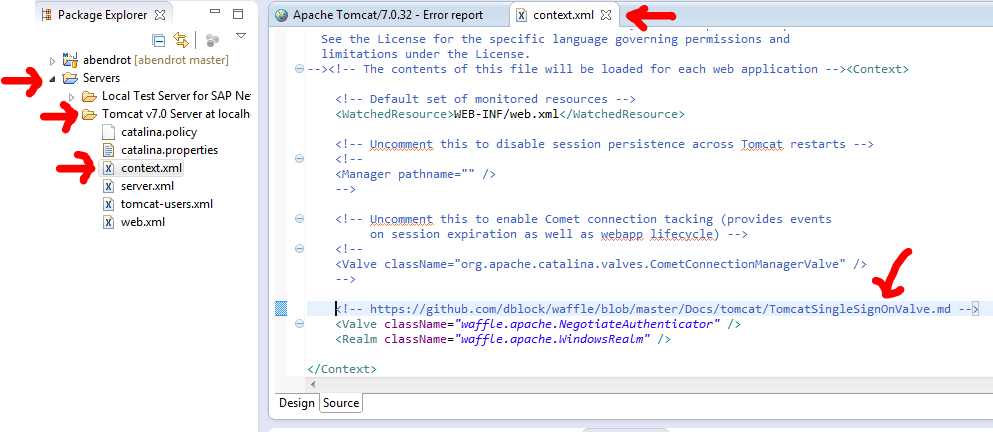 Package Explorer
abendrot [abendrot master]
Servers
Local Test Server for SAP Net
Tomcat v7.0 Server at localh
catalina.policy
catalina.properties
context.xml
server.xml
tomcat-users.xml
web.xml
Apache Tomcat/7.0.32 - Error report
context.xml
See the License for the specific language governing permissions and
limitations under the License.
--><!-- The contents of this file will be loaded for each web application --><Context>
<!-- Default set of monitored resources -->
<WatchedResource>WEB-INF/web.xml</WatchedResource>
<!-- Uncomment this to disable session persistence across Tomcat restarts -->
<!--
<Manager pathname="" />
-->
<!-- Uncomment this to enable Comet connection tacking (provides events
on session expiration as well as webapp lifecycle) -->
<!--
<Valve className="org.apache.catalina.valves.CometConnectionManagerValve" />
-->
<!-- https://github.com/dblock/waffle/blob/master/Docs/tomcat/TomcatSingleSignOnValve.md -->
<Valve className="waffle.apache.NegotiateAuthenticator" />
<Realm className="waffle.apache.WindowsRealm" />
</Context>
Design
Source